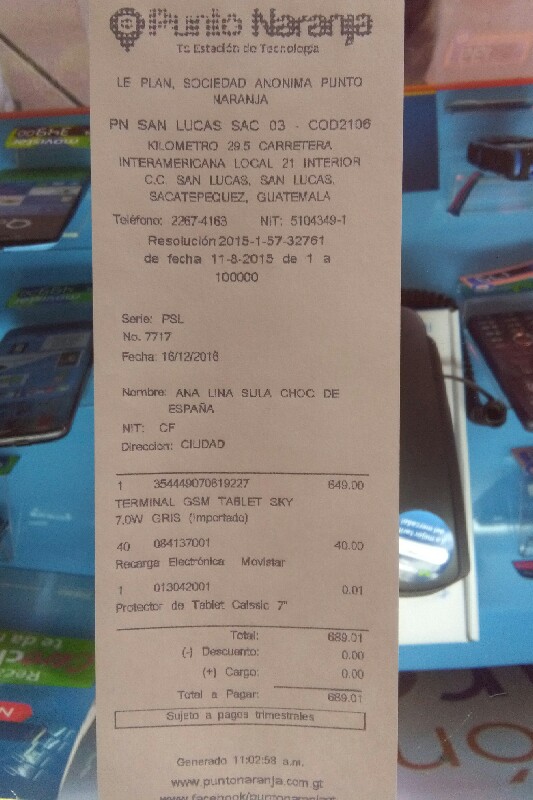 Punto Naranja
Tu Estación de Tecnología
LE PLAN, SOCIEDAD ANONIMA PUNTO
NARANJA
PN SAN LUCAS SAC 03 - COD2106
KILOMETRO 29.5 CARRETERA
INTERAMERICANA LOCAL 21 INTERIOR
C.C. SAN LUCAS, SAN LUCAS,
SACATEPEQUEZ, GUATEMALA
Teléfono: 2267-4163 NIT: 5104349-1
Resolución 2015-1-57-32761
de fecha 11-8-2015 de 1 a
100000
Serie: PSL
No. 7717
Fecha: 16/12/2016
Nombre: ANA LINA SULA CHOC DE
ESPAÑA
NIT: CF
Direccion: CIUDAD
1 354449070619227 649.00
TERMINAL GSM TABLET SKY
7.0W GRIS (Importado)
40 084137001 40.00
Recarga Electrónica Movistar
1 013042001 0.01
Protector de Tablet Calssic 7"
Total: 689.01
(-) Descuento: 0.00
(+) Cargo: 0.00
Total a Pagar: 689.01
Sujeto a pagos trimestrales
Generado 11:02:58 a.m.
www.puntonaranja.com.gt
www.facebook/puntonaranjagt
movistar
movistar
te da